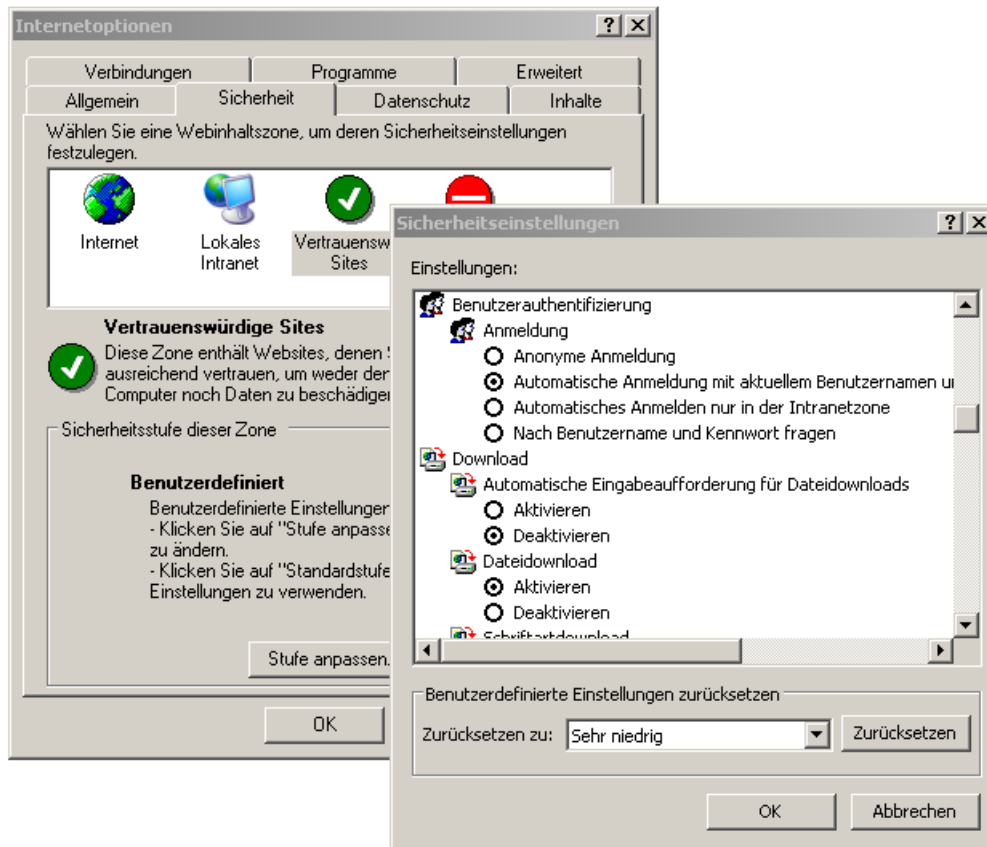 Internetoptionen
Verbindungen Programme Erweitert
Allgemein Sicherheit Datenschutz Inhalte
Wählen Sie eine Webinhaltszone, um deren Sicherheitseinstellungen
festzulegen.
Internet
Lokales
Intranet
Vertrauensw
Sites
Vertrauenswürdige Sites
Diese Zone enthält Websites, denen
ausreichend vertrauen, um weder der
Computer noch Daten zu beschädige
Sicherheitsstufe dieser Zone
Benutzerdefiniert
Benutzerdefinierte Einstellungen
- Klicken Sie auf "Stufe anpasse
zu ändern.
- Klicken Sie auf "Standardstufe
Einstellungen zu verwenden.
Stufe anpassen.
OK
Sicherheitseinstellungen
Einstellungen:
Benutzerauthentifizierung
Anmeldung
Anonyme Anmeldung
Automatische Anmeldung mit aktuellem Benutzernamen u
Automatisches Anmelden nur in der Intranetzone
Nach Benutzername und Kennwort fragen
Download
Automatische Eingabeaufforderung für Dateidownloads
Aktivieren
Deaktivieren
Dateidownload
Aktivieren
Deaktivieren
Schriftartdownload
Benutzerdefinierte Einstellungen zurücksetzen
Zurücksetzen zu: Sehr niedrig Zurücksetzen
OK Abbrechen